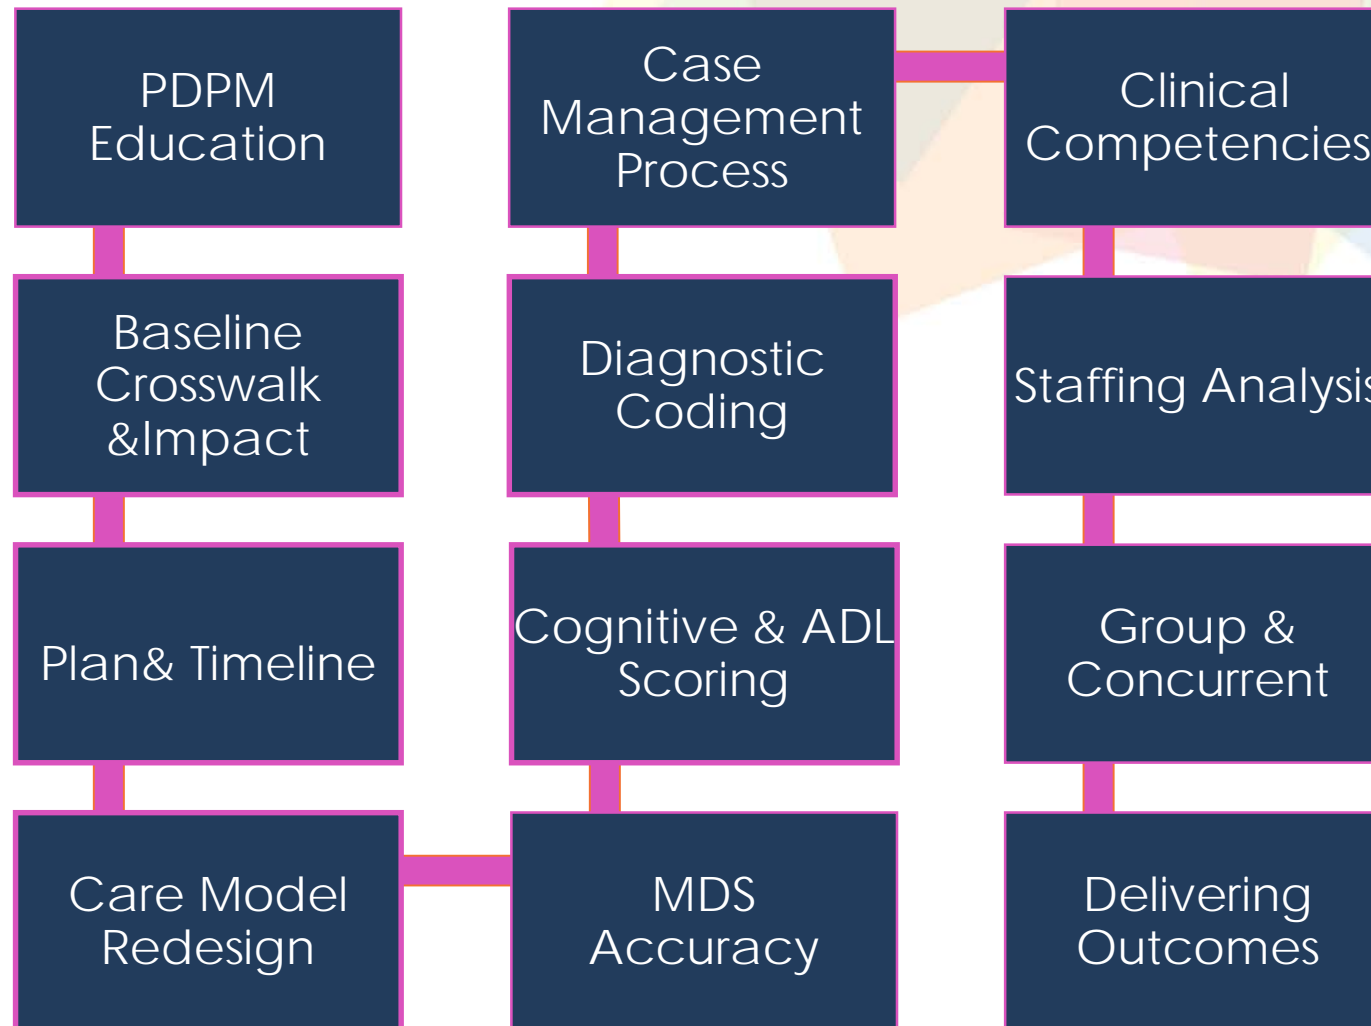 PDPM
Education
Baseline
Crosswalk
&Impact
Plan& Timeline
Care Model
Redesign
MDS
Accuracy
Cognitive & ADL
Scoring
Diagnostic
Coding
Case
Management
Process
Clinical
Competencies
Staffing Analysis
Group &
Concurrent
Delivering
Outcomes